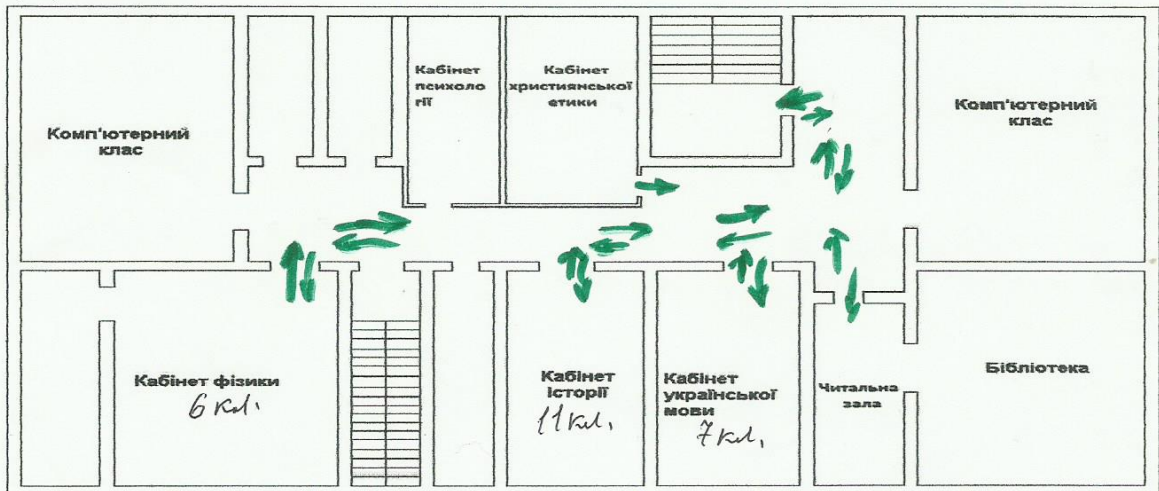 Комп'ютерний
клас
Кабінет
психоло
гії
Кабінет
християнської
етики
Комп'ютерний
клас
Кабінет фізики
6 кл.
Кабінет
історії
11 кл.
Кабінет
української
мови
7 кл.
Читальна
зала
Бібліотека